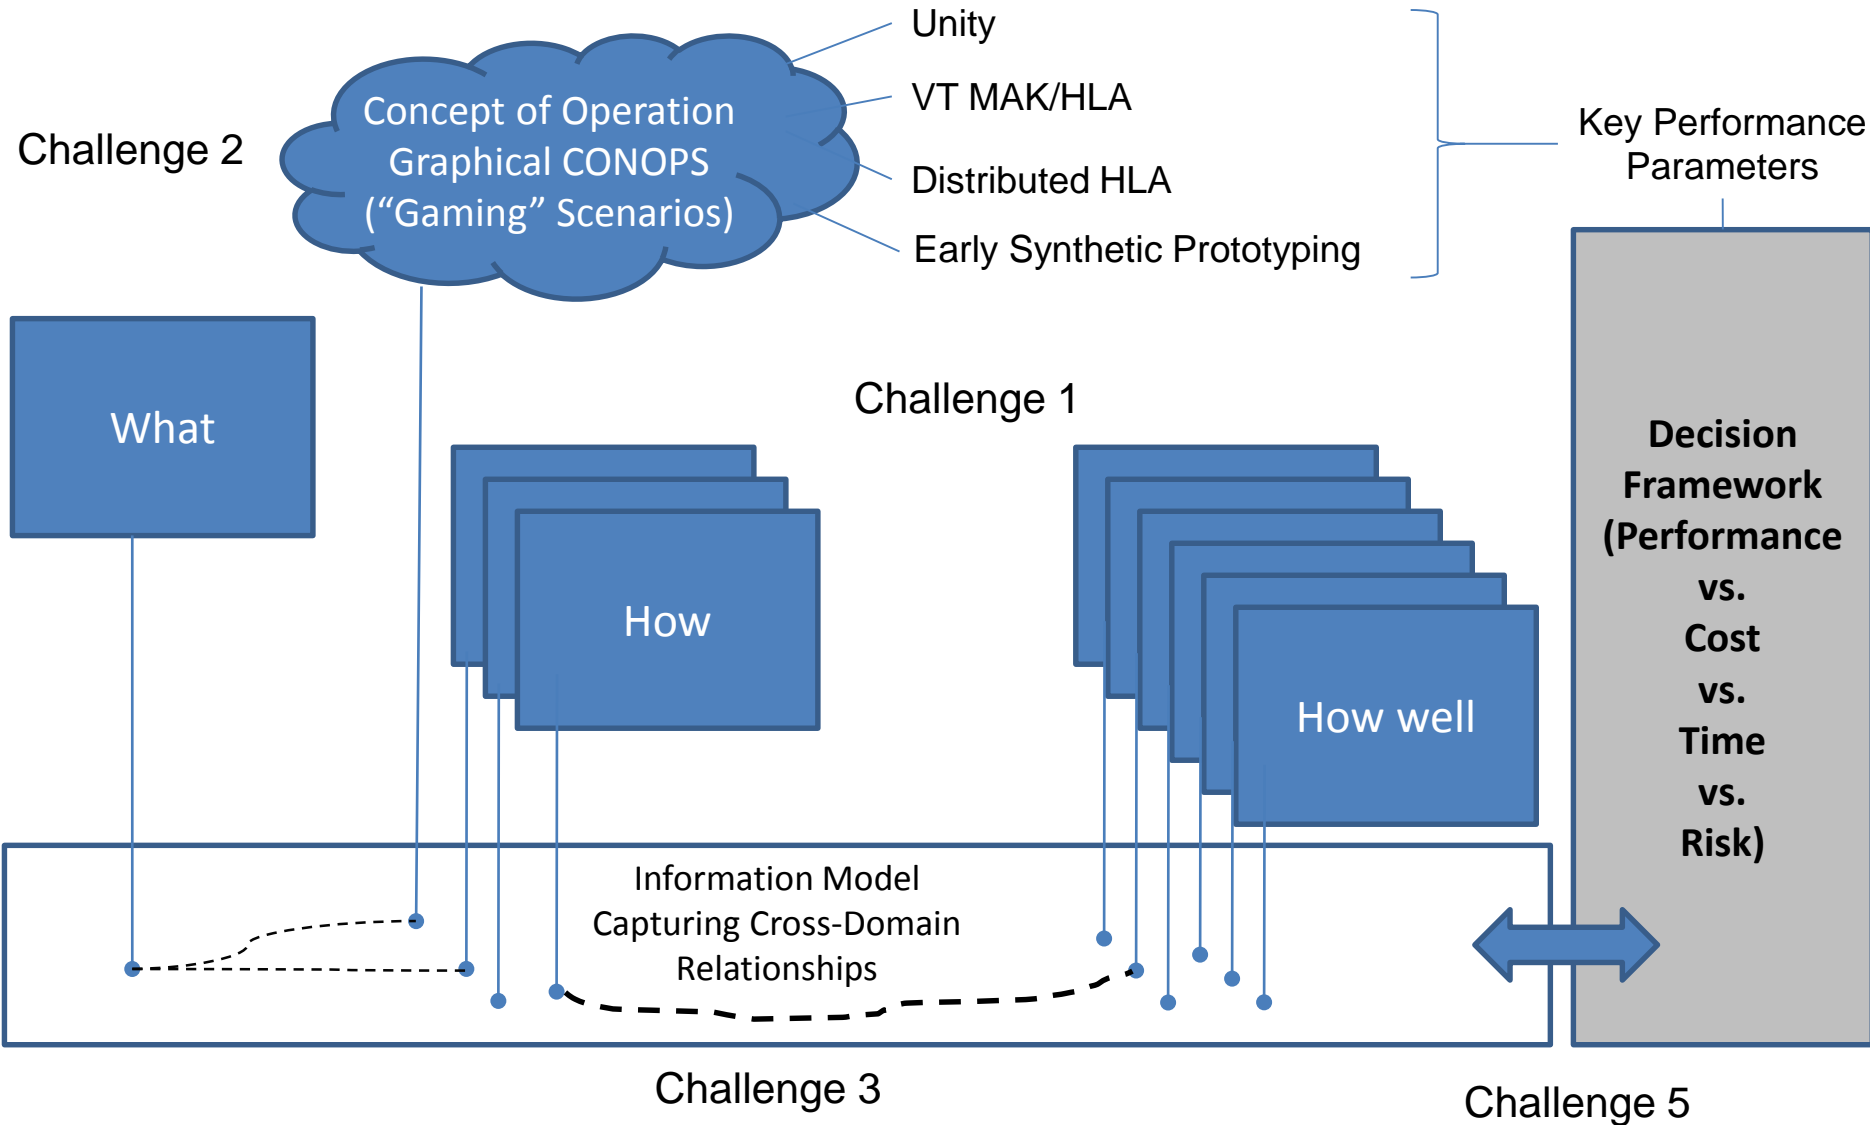 Unity
VT MAK/HLA
Distributed HLA
Early Synthetic Prototyping
Concept of Operation
Graphical CONOPS
(“Gaming” Scenarios)
Challenge 2
Key Performance
Parameters
What
Challenge 1
How
How well
Decision
Framework
(Performance
vs.
Cost
vs.
Time
vs.
Risk)
Information Model
Capturing Cross-Domain
Relationships
Challenge 3
Challenge 5